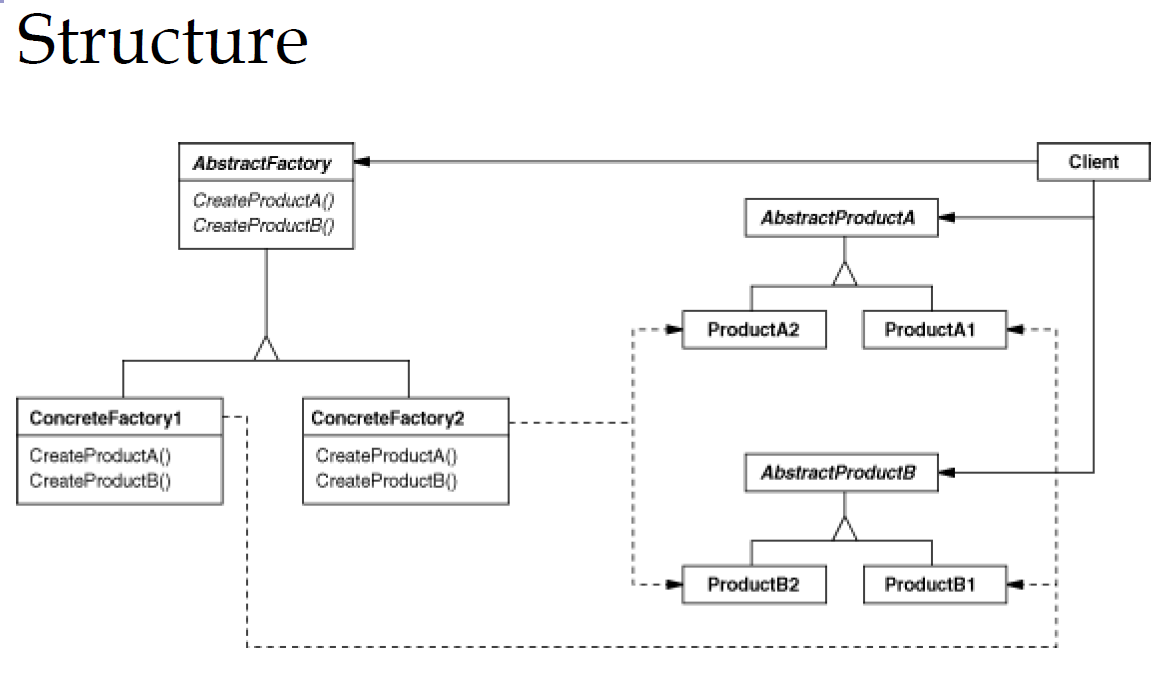 Structure
AbstractFactory
CreateProductA()
CreateProductB()
Client
AbstractProductA
ProductA2
ProductA1
ConcreteFactory1
CreateProductA()
CreateProductB()
ConcreteFactory2
CreateProductA()
CreateProductB()
AbstractProductB
ProductB2
ProductB1